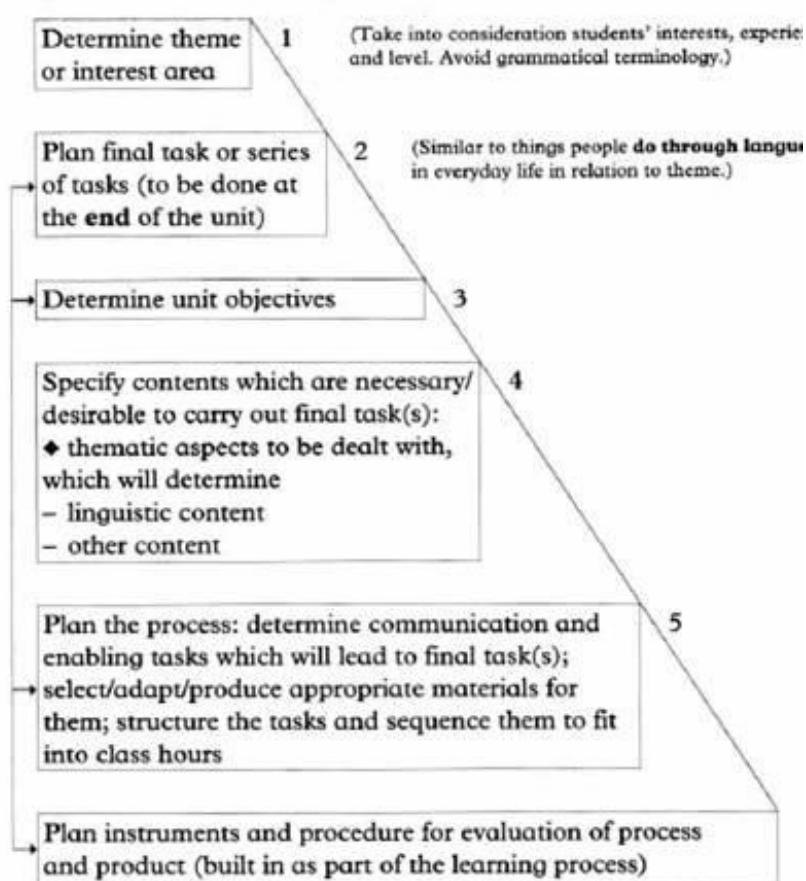 Determine theme
or interest area
1
(Take into consideration students' interests,
and level. Avoid grammatical terminology.)
Plan final task or series
of tasks (to be done at
the end of the unit)
2
(Similar to things people do through
in everyday life in relation to theme.)
Determine unit objectives
3
Specify contents which are necessary/
desirable to carry out final task(s):
◆ thematic aspects to be dealt with,
which will determine
– linguistic content
– other content
4
Plan the process: determine communication and
enabling tasks which will lead to final task(s);
select/adapt/produce appropriate materials for
them; structure the tasks and sequence them to fit
into class hours
5
Plan instruments and procedure for evaluation of process
and product (built in as part of the learning process)